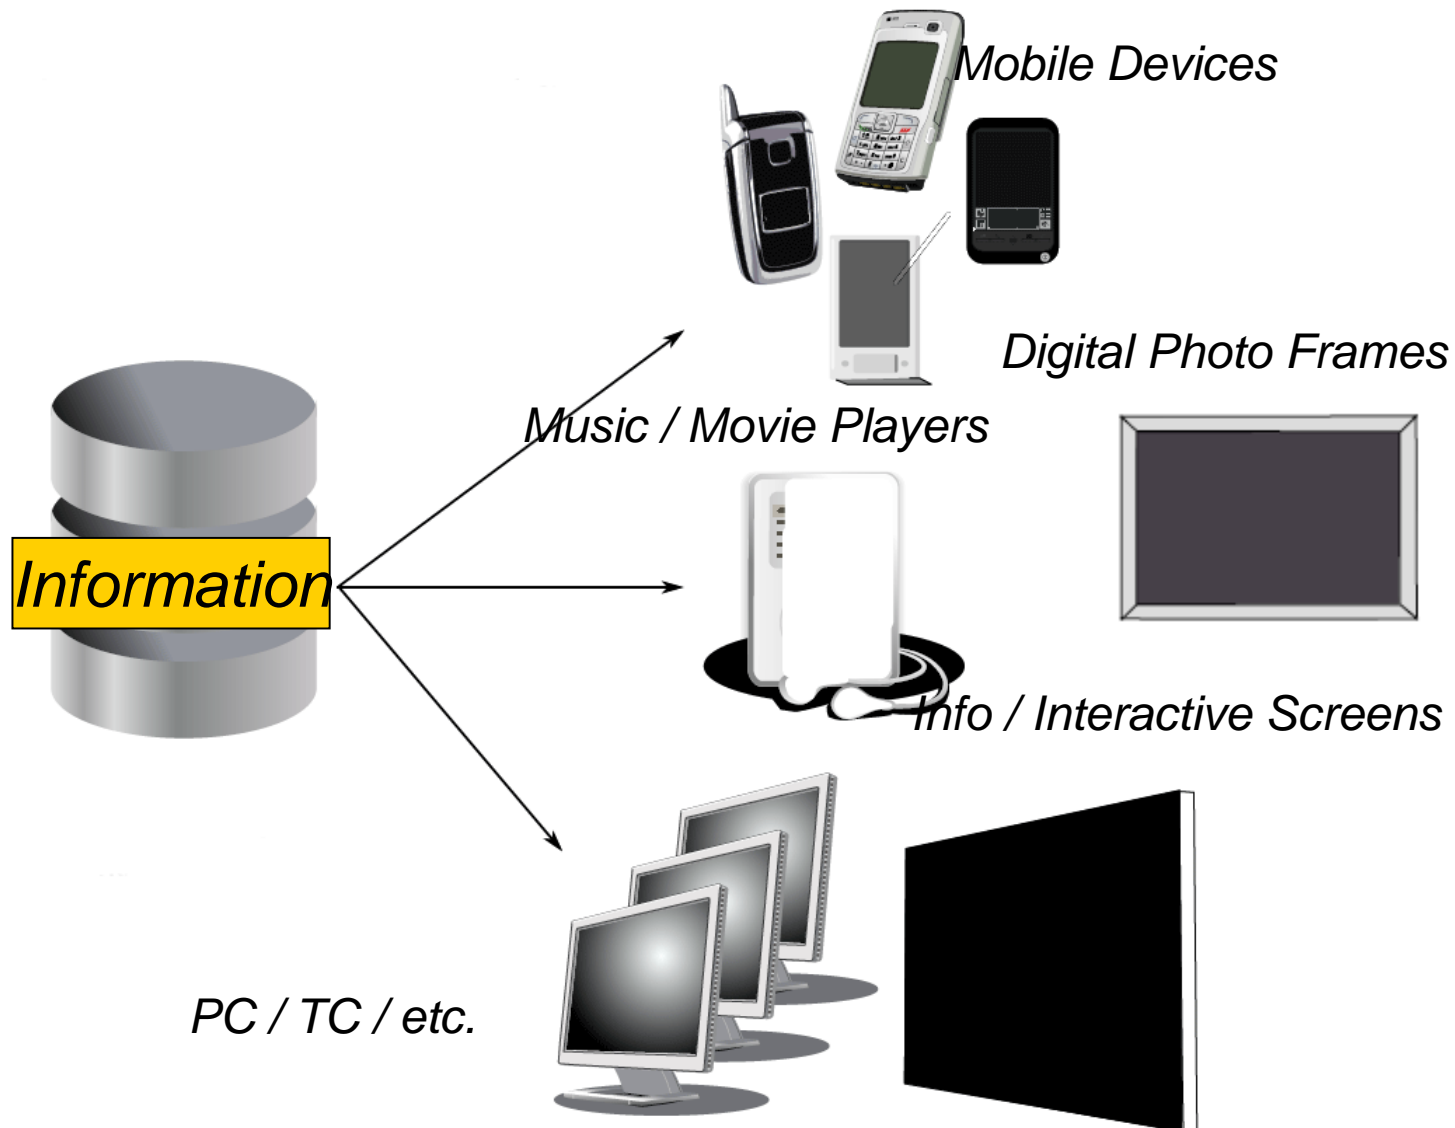 Mobile Devices
Digital Photo Frames
Music / Movie Players
Information
Info / Interactive Screens
PC / TC / etc.